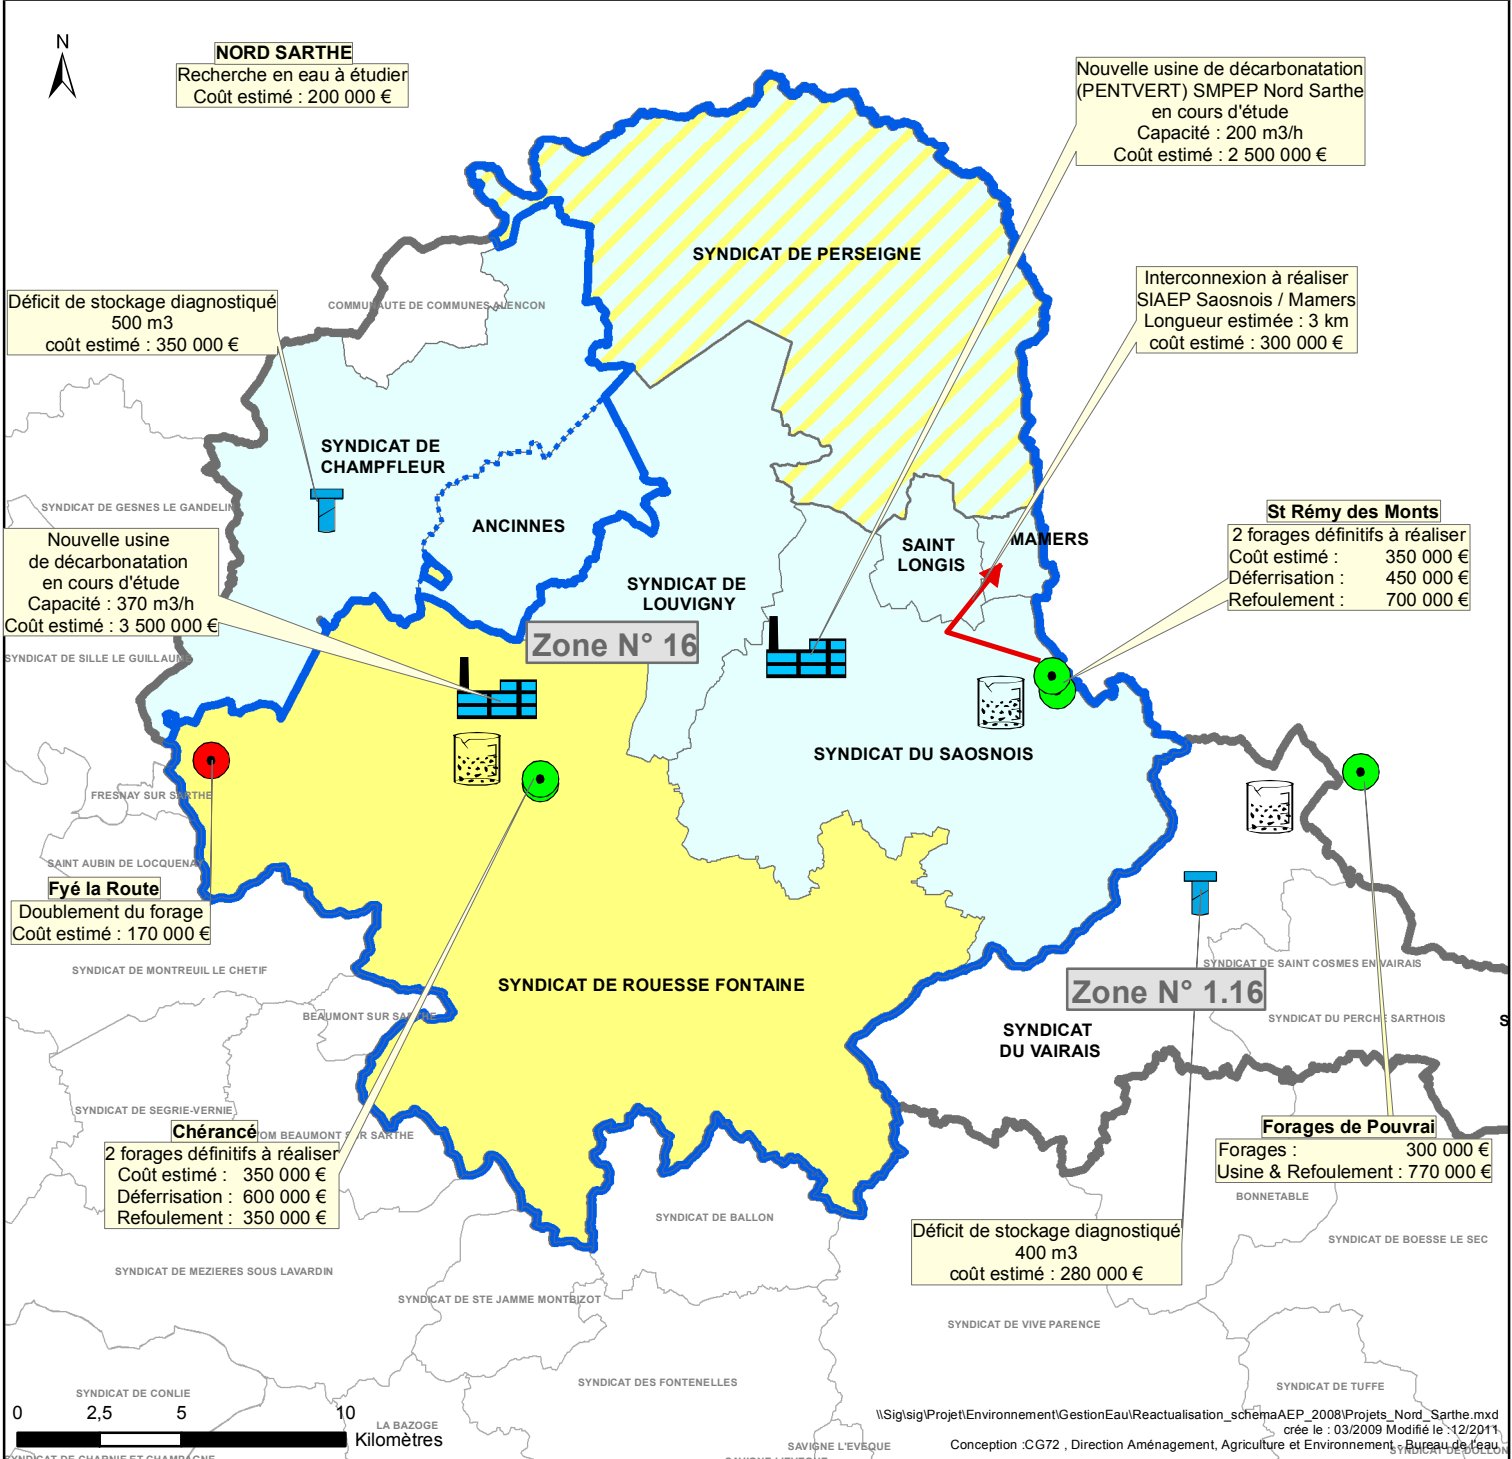 N
NORD SARTHE
Recherche en eau à étudier
Coût estimé : 200 000 €
Nouvelle usine de décarbonatation
(PENTVERT) SMPEP Nord Sarthe
en cours d'étude
Capacité : 200 m3/h
Coût estimé : 2 500 000 €
SYNDICAT DE PERSEIGNE
Interconnexion à réaliser
SIAEP Saosnois / Mamers
Longueur estimée : 3 km
coût estimé : 300 000 €
Déficit de stockage diagnostiqué
500 m3
coût estimé : 350 000 €
COMMUNAUTE DE COMMUNES ALENCON
SYNDICAT DE
CHAMPFLEUR
SYNDICAT DE GESNES LE GANDELIN
ANCINNES
St Rémy des Monts
2 forages définitifs à réaliser
Coût estimé : 350 000 €
Déferrisation : 450 000 €
Refoulement : 700 000 €
SAINT
LONGIS
MAMERS
Nouvelle usine
de décarbonatation
en cours d'étude
Capacité : 370 m3/h
Coût estimé : 3 500 000 €
SYNDICAT DE
LOUVIGNY
Zone N° 16
SYNDICAT DE SILLE LE GUILLAUME
SYNDICAT DU SAOSNOIS
FRESNAY SUR SARTHE
SAINT AUBIN DE LOCQUENAY
Fyé la Route
Doublement du forage
Coût estimé : 170 000 €
SYNDICAT DE MONTREUIL LE CHETIF
SYNDICAT DE ROUESSE FONTAINE
SYNDICAT DE SAINT COSMES EN VAIRAIS
Zone N° 1.16
BEAUMONT SUR SARTHE
SYNDICAT DU PERCHE SARTHOIS
S
SYNDICAT
DU VAIRAIS
SYNDICAT DE SEGRIE-VERNIE
OM BEAUMONT SUR SARTHE
Chérancé
2 forages définitifs à réaliser
Coût estimé : 350 000 €
Déferrisation : 600 000 €
Refoulement : 350 000 €
Forages de Pouvrai
Forages : 300 000 €
Usine & Refoulement : 770 000 €
BONNETABLE
SYNDICAT DE BALLON
Déficit de stockage diagnostiqué
400 m3
coût estimé : 280 000 €
SYNDICAT DE BOESSE LE SEC
SYNDICAT DE MEZIERES SOUS LAVARDIN
SYNDICAT DE STE JAMME MONTBIZOT
SYNDICAT DE VIVE PARENCE
SYNDICAT DES FONTENELLES
SYNDICAT DE TUFFE
SYNDICAT DE CONLIE
0 2,5 5 10
Kilomètres
LA BAZOGE
\\Sig\sig\Projet\Environnement\GestionEau\Reactualisation_schemaAEP_2008\Projets_Nord_Sarthe.mxd
crée le : 03/2009 Modifié le :12/2011
Conception :CG72 , Direction Aménagement, Agriculture et Environnement - Bureau de l'eau
SAVIGNE L'EVEQUE
SYNDICAT DE DOLLON
SYNDICAT DE CHARNIE ET CHAMPAGNE
SAVIGNE L'EVEQUE